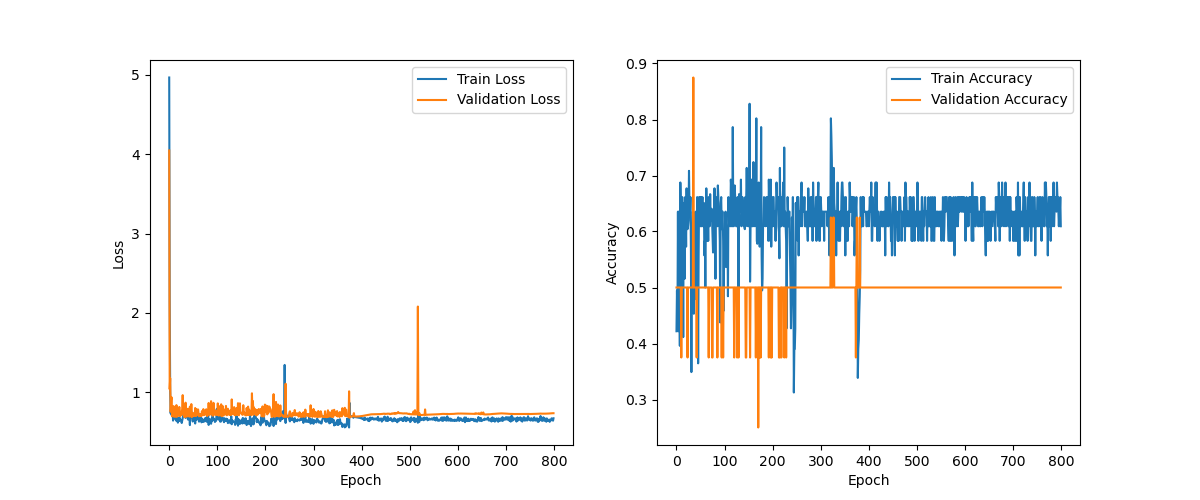 Train Loss
Validation Loss
5
4
3
2
1
Loss
0 100 200 300 400 500 600 700 800
Epoch
Train Accuracy
Validation Accuracy
0.9
0.8
0.7
0.6
0.5
0.4
0.3
Accuracy
0 100 200 300 400 500 600 700 800
Epoch